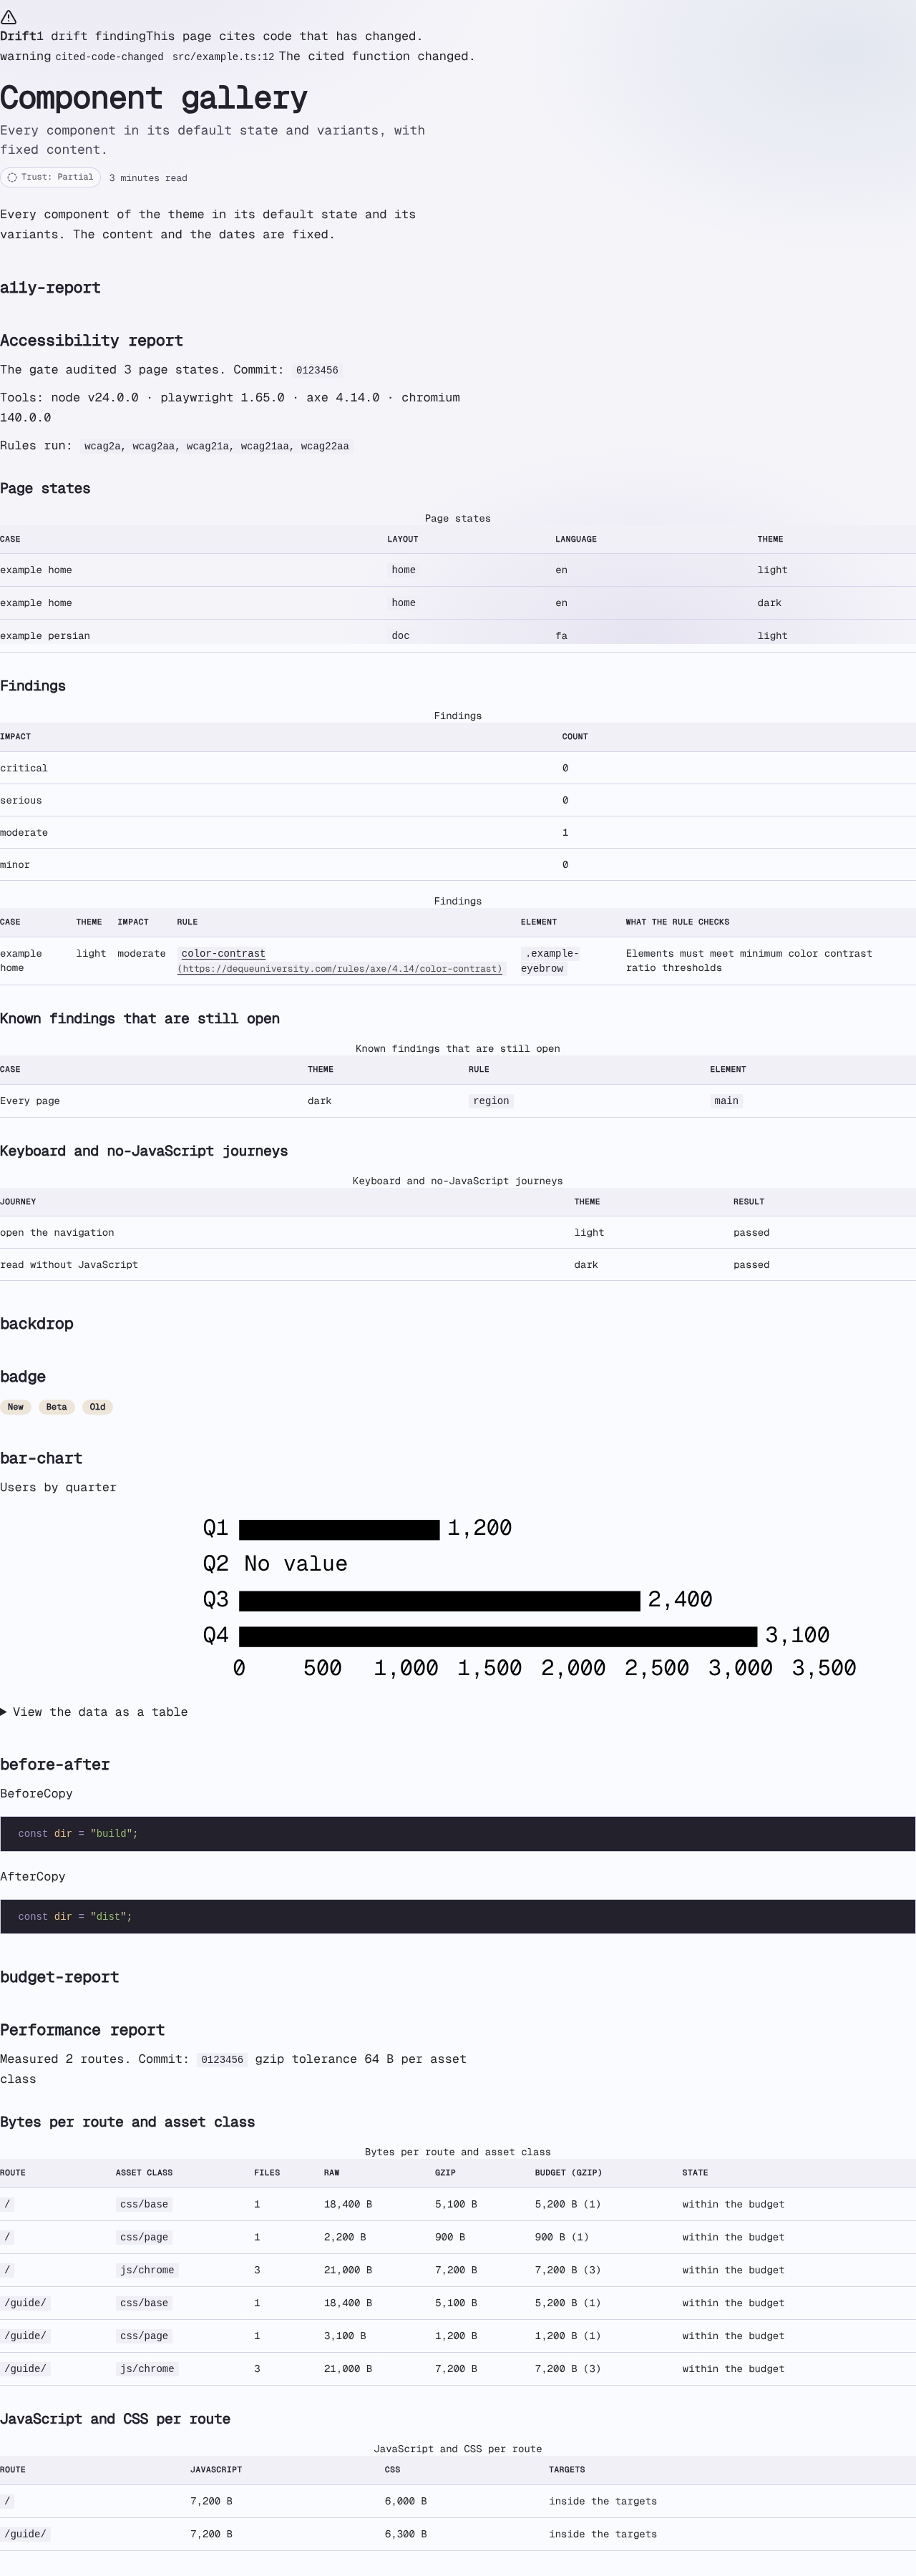 Drift1 drift findingThis page cites code that has changed.
warning cited-code-changed src/example.ts:12 The cited function changed.
Component gallery
Every component in its default state and variants, with
fixed content.
Trust: Partial 3 minutes read
Every component of the theme in its default state and its
variants. The content and the dates are fixed.
a11y-report
Accessibility report
The gate audited 3 page states. Commit: 0123456
Tools: node v24.0.0 · playwright 1.65.0 · axe 4.14.0 · chromium
140.0.0
Rules run: wcag2a, wcag2aa, wcag21a, wcag21aa, wcag22aa
Page states
Page states
CASE LAYOUT LANGUAGE THEME
example home home en light
example home home en dark
example persian doc fa light
Findings
Findings
IMPACT COUNT
critical 0
serious 0
moderate 1
minor 0
Findings
CASE THEME IMPACT RULE ELEMENT WHAT THE RULE CHECKS
example light moderate color-contrast .example- Elements must meet minimum color contrast
home (https://dequeuniversity.com/rules/axe/4.14/color-contrast) eyebrow ratio thresholds
Known findings that are still open
Known findings that are still open
CASE THEME RULE ELEMENT
Every page dark region main
Keyboard and no-JavaScript journeys
Keyboard and no-JavaScript journeys
JOURNEY THEME RESULT
open the navigation light passed
read without JavaScript dark passed
backdrop
badge
New Beta Old
bar-chart
Users by quarter
Q1 1,200
Q2 No value
Q3 2,400
Q4 3,100
0 500 1,000 1,500 2,000 2,500 3,000 3,500
View the data as a table
before-after
BeforeCopy
const dir = "build";
AfterCopy
const dir = "dist";
budget-report
Performance report
Measured 2 routes. Commit: 0123456 gzip tolerance 64 B per asset
class
Bytes per route and asset class
Bytes per route and asset class
ROUTE ASSET CLASS FILES RAW GZIP BUDGET (GZIP) STATE
/ css/base 1 18,400 B 5,100 B 5,200 B (1) within the budget
/ css/page 1 2,200 B 900 B 900 B (1) within the budget
/ js/chrome 3 21,000 B 7,200 B 7,200 B (3) within the budget
/guide/ css/base 1 18,400 B 5,100 B 5,200 B (1) within the budget
/guide/ css/page 1 3,100 B 1,200 B 1,200 B (1) within the budget
/guide/ js/chrome 3 21,000 B 7,200 B 7,200 B (3) within the budget
JavaScript and CSS per route
JavaScript and CSS per route
ROUTE JAVASCRIPT CSS TARGETS
/ 7,200 B 6,000 B inside the targets
/guide/ 7,200 B 6,300 B inside the targets